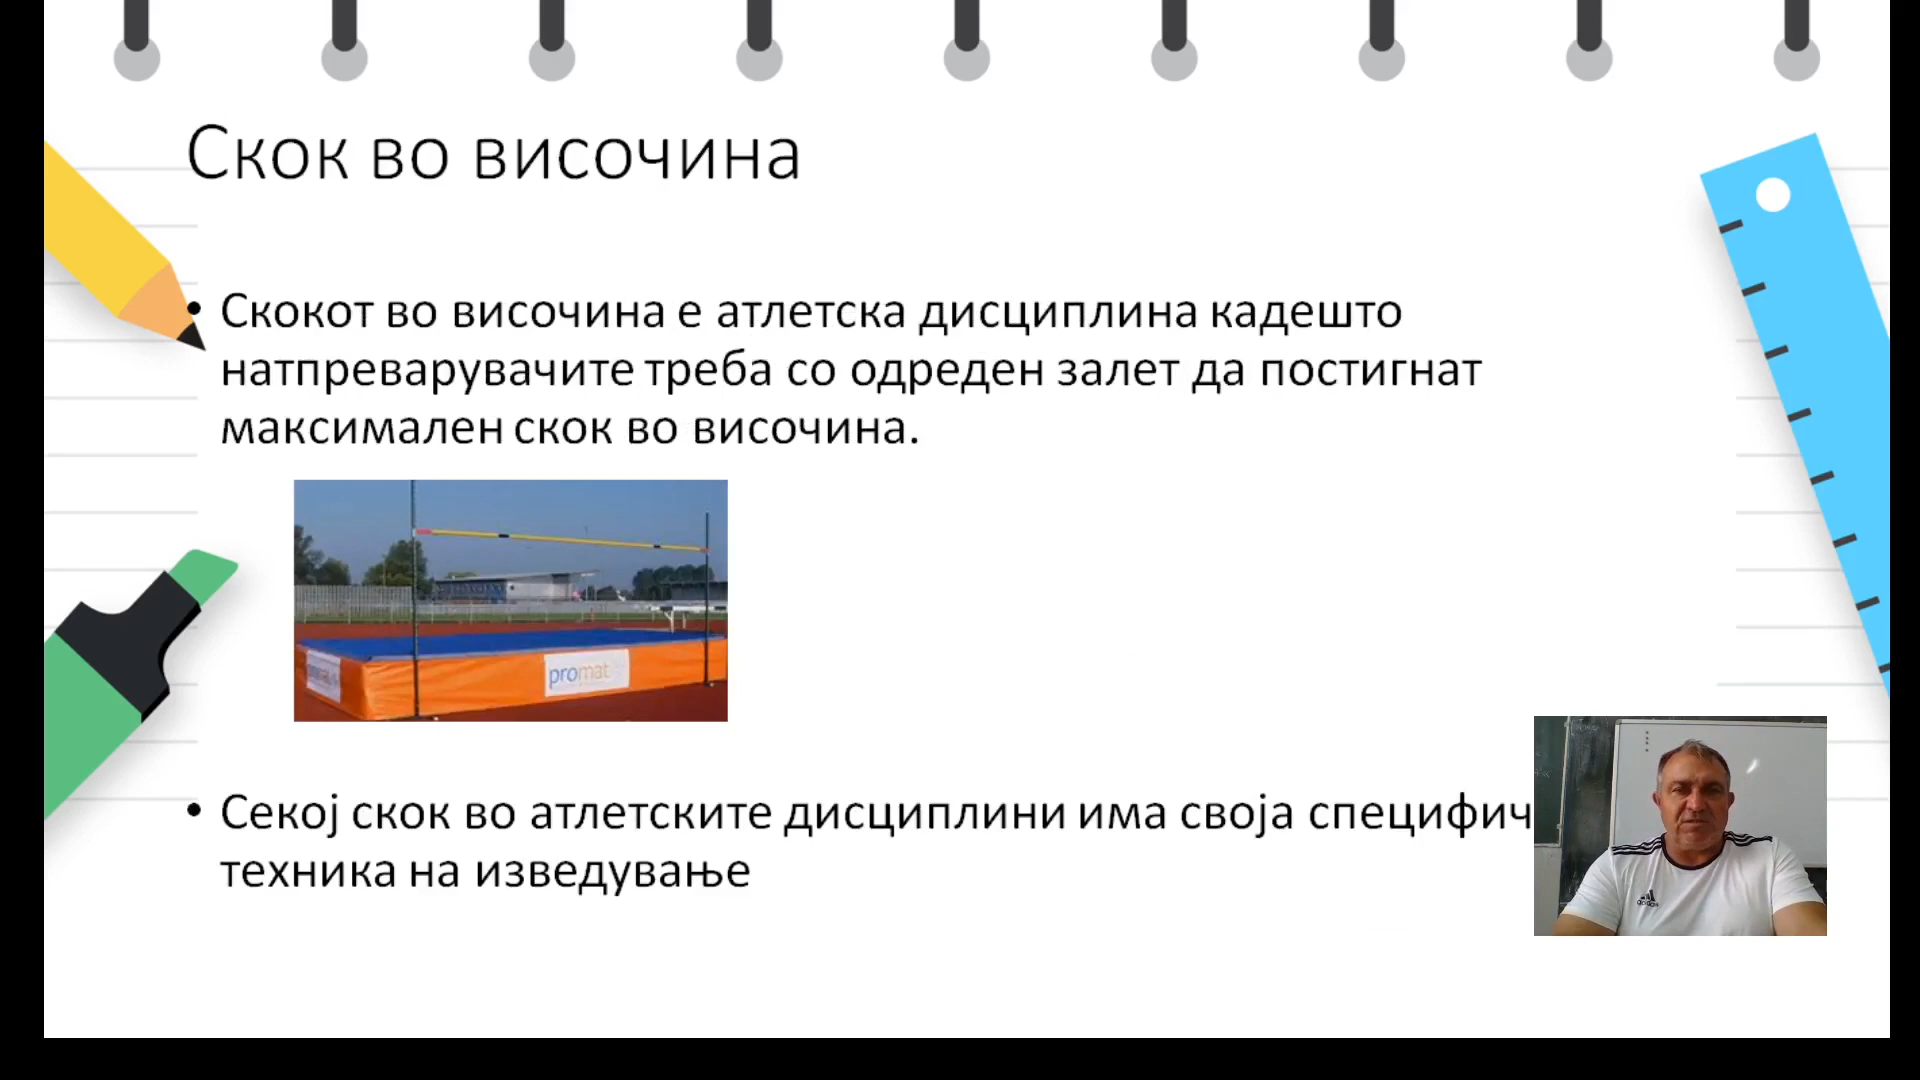 Скок во височина
• Скокот во височина е атлетска дисциплина кадешто
натпреварувачите треба со одреден залет да постигнат
максимален скок во височина.
promat
• Секој скок во атлетските дисциплини има своја
техника на изведување
adidas